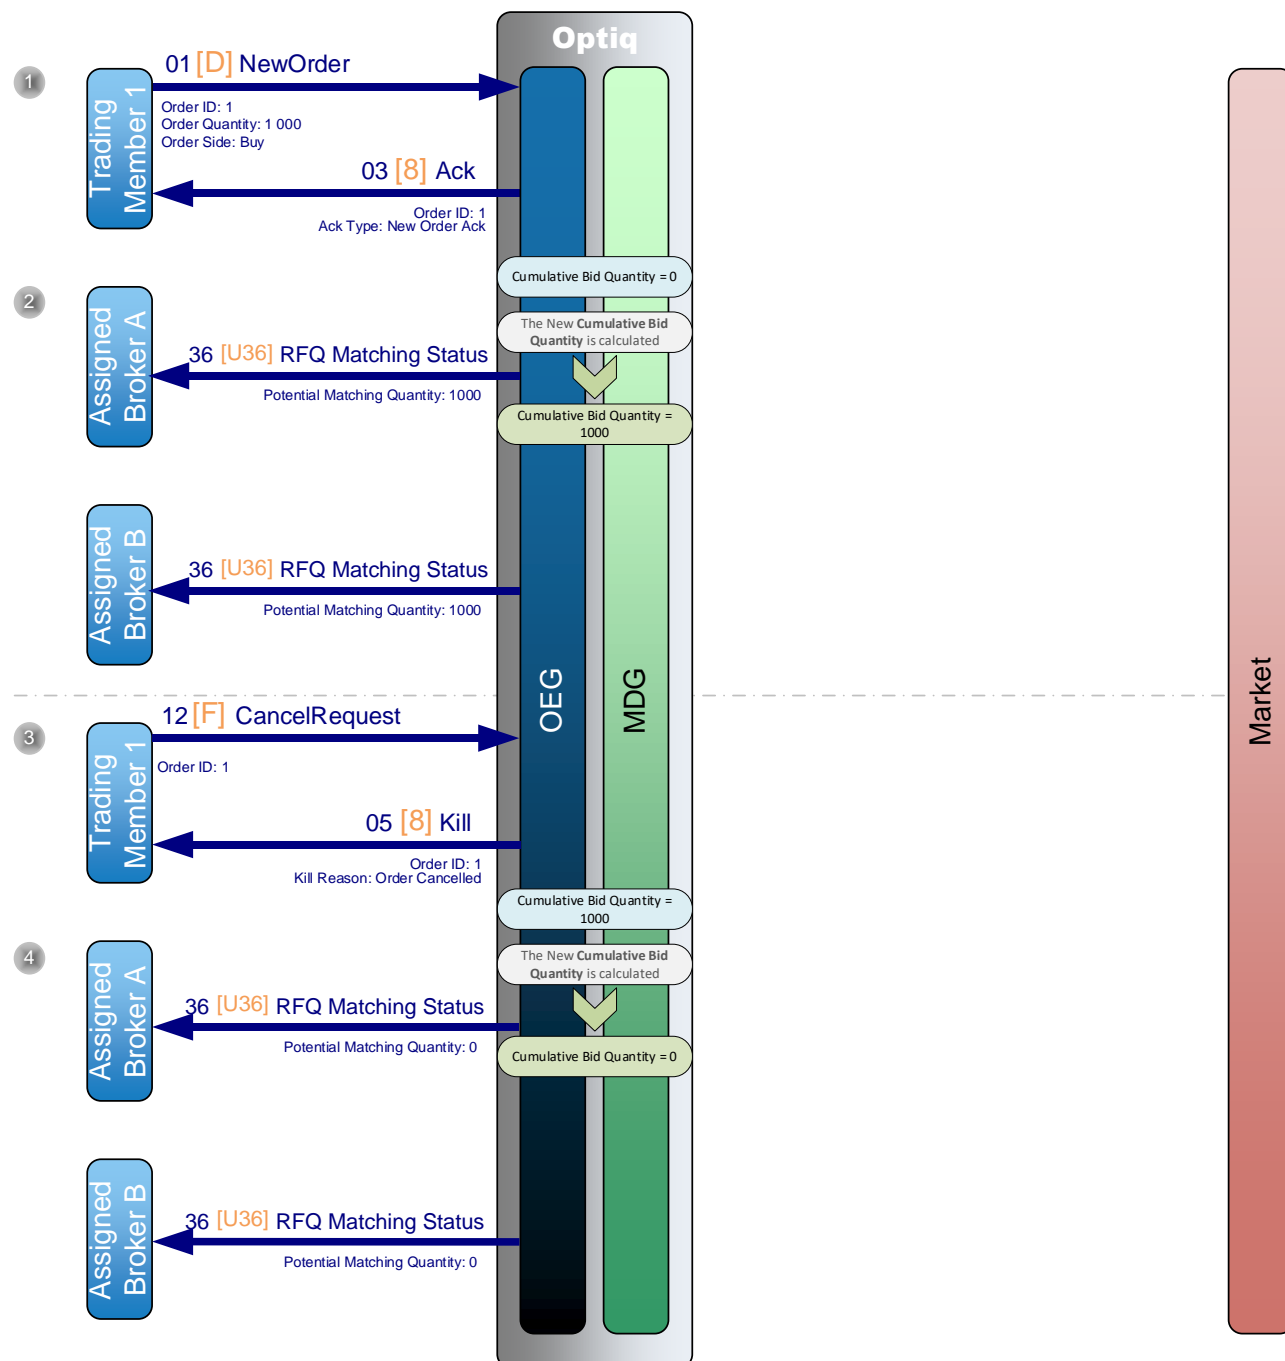 Optiq
1
Trading
Member 1
01 [D] NewOrder
Order ID: 1
Order Quantity: 1 000
Order Side: Buy
03 [8] Ack
Order ID: 1
Ack Type: New Order Ack
Cumulative Bid Quantity = 0
2
Assigned
Broker A
The New Cumulative Bid
Quantity is calculated
36 [U36] RFQ Matching Status
Potential Matching Quantity: 1000
Cumulative Bid Quantity =
1000
Assigned
Broker B
36 [U36] RFQ Matching Status
Potential Matching Quantity: 1000
OEG
MDG
Market
3
Trading
Member 1
12 [F] CancelRequest
Order ID: 1
05 [8] Kill
Order ID: 1
Kill Reason: Order Cancelled
Cumulative Bid Quantity =
1000
4
Assigned
Broker A
The New Cumulative Bid
Quantity is calculated
36 [U36] RFQ Matching Status
Potential Matching Quantity: 0
Cumulative Bid Quantity = 0
Assigned
Broker B
36 [U36] RFQ Matching Status
Potential Matching Quantity: 0